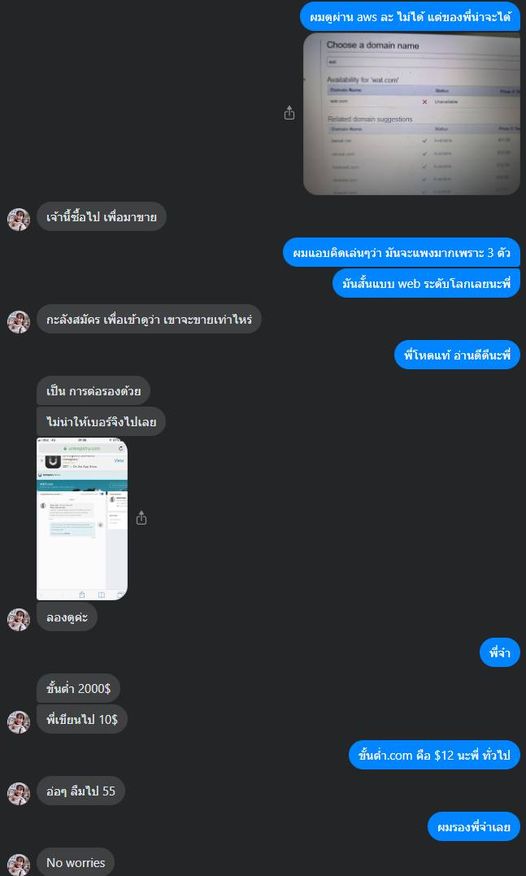 ผมดูผ่าน aws ละ ไม่ได้ แต่ของพี่น่าจะได้
Choose a domain name
wat
Availability for 'wat.com'
Domain Name Status
wat.com Unavailable
Related domain suggestions
Domain Name Status
เจ้านี้ซื้อไป เพื่อมาขาย
ผมแอบคิดเล่นๆว่า มันจะแพงมากเพราะ 3 ตัว
มันสั้นแบบ web ระดับโลกเลยนะพี่
กะลังสมัคร เพื่อเข้าดูว่า เขาจะขายเท่าไหร่
พี่โหดแท้ อ่านดีดีนะพี่
เป็น การต่อรองด้วย
ไม่น่าให้เบอร์จิงไปเลย
View
ลองดูค่ะ
พี่จ๋า
ขั้นต่ำ 2000$
พี่เขียนไป 10$
ขั้นต่ำ.com คือ $12 นะพี่ ทั่วไป
อ่อๆ ลืมไป 55
ผมรองพี่จ๋าเลย
No worries